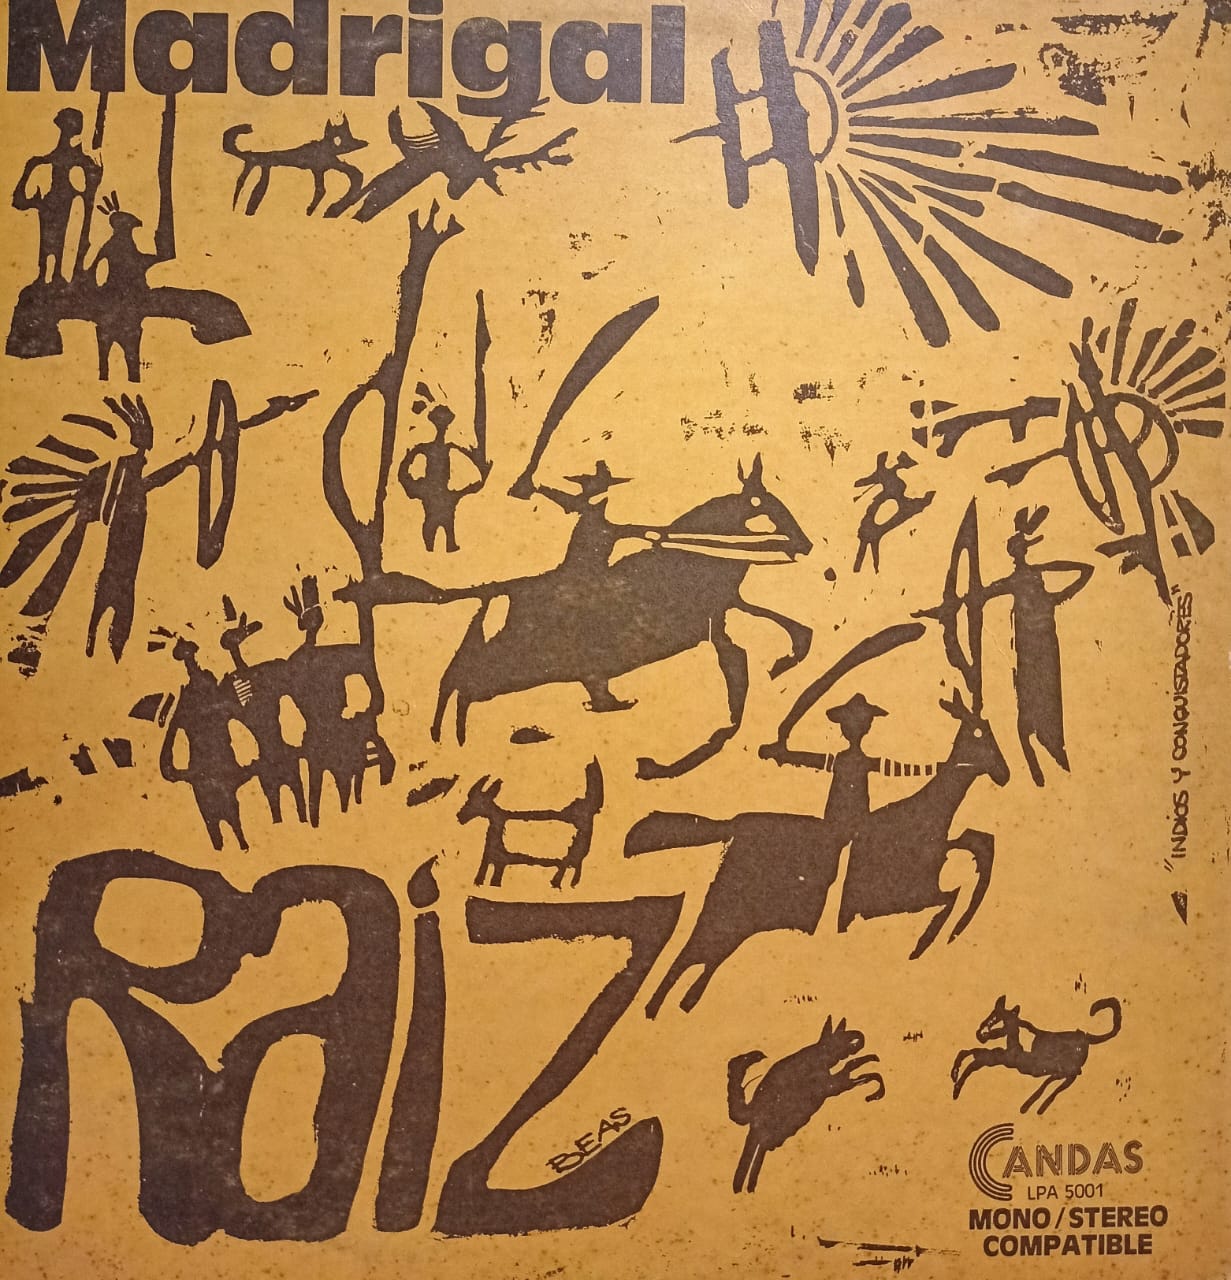 Madrigal
"INDIOS Y CONQUISTADORES"
Raiz
BEAS
CANDAS
LPA 5001
MONO/STEREO
COMPATIBLE